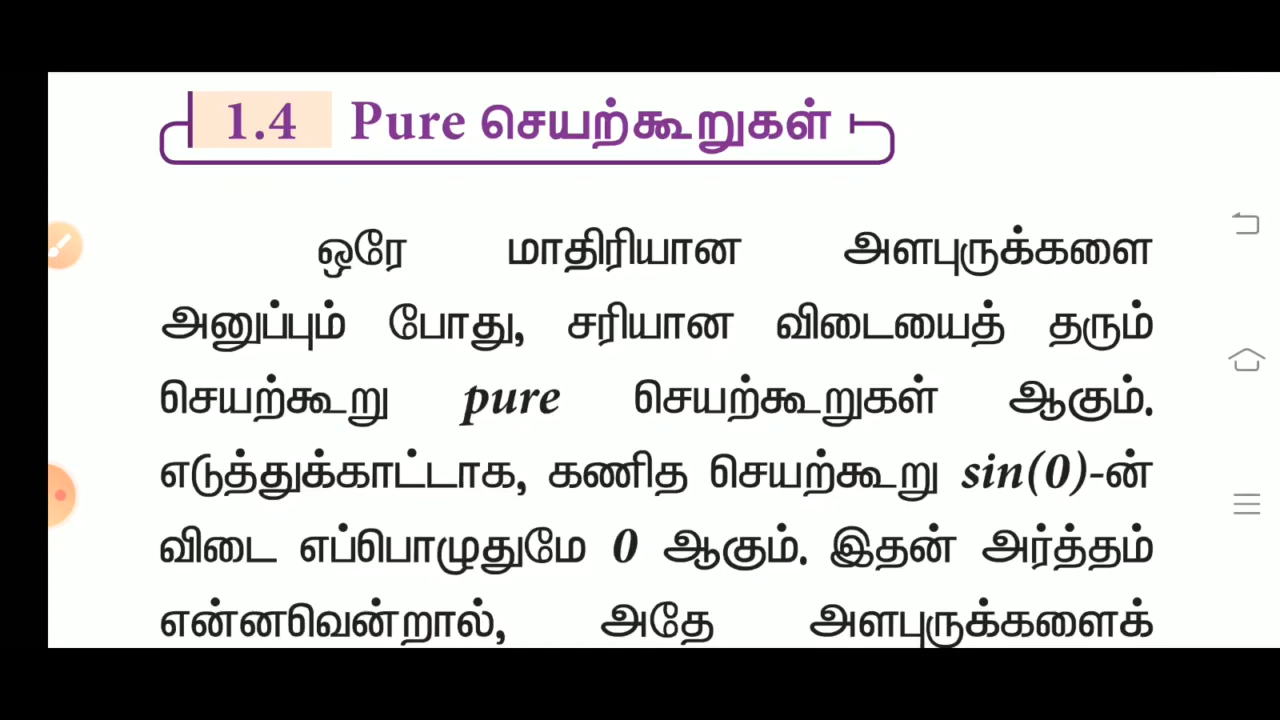 1.4 Pure செயற்கூறுகள்
ஒரே மாதிரியான அளபுருக்களை
அனுப்பும் போது, சரியான விடையைத் தரும்
செயற்கூறு pure செயற்கூறுகள் ஆகும்.
எடுத்துக்காட்டாக, கணித செயற்கூறு sin(0)-ன்
விடை எப்பொழுதுமே 0 ஆகும். இதன் அர்த்தம்
என்னவென்றால், அதே அளபுருக்களைக்